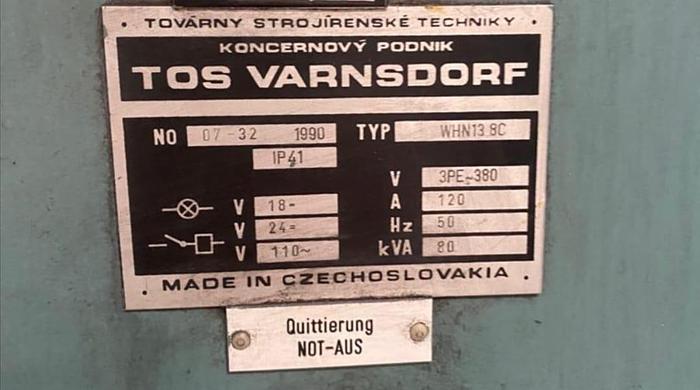 • TOVÁRNY STROJÍRENSKÉ TECHNIKY •
KONCERNOVÝ PODNIK
TOS VARNSDORF
NO 07-32 1990 TYP WHN13.8C
IP41
V 3PE~380
V 18- A 120
V 24= Hz 50
V 110~ kVA 80
• MADE IN CZECHOSLOVAKIA •
Quittierung
NOT-AUS